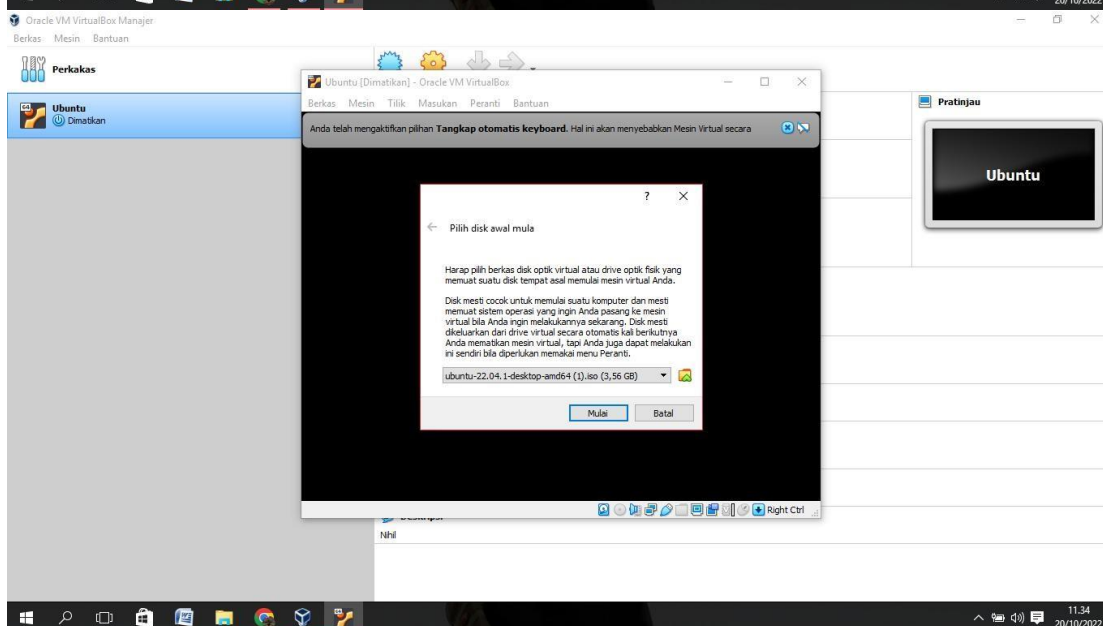 20/10/2022
Oracle VM VirtualBox Manajer
Berkas Mesin Bantuan
Perkakas
Ubuntu
Dimatikan
64
Ubuntu [Dimatikan] - Oracle VM VirtualBox
Berkas Mesin Tilik Masukan Peranti Bantuan
Anda telah mengaktifkan pilihan Tangkap otomatis keyboard. Hal ini akan menyebabkan Mesin Virtual secara
Pratinjau
Ubuntu
?
Pilih disk awal mula
Harap pilih berkas disk optik virtual atau drive optik fisik yang
memuat suatu disk tempat asal memulai mesin virtual Anda.
Disk mesti cocok untuk memulai suatu komputer dan mesti
memuat sistem operasi yang ingin Anda pasang ke mesin
virtual bila Anda ingin melakukannya sekarang. Disk mesti
dikeluarkan dari drive virtual secara otomatis kali berikutnya
Anda mematikan mesin virtual, tapi Anda juga dapat melakukan
ini sendiri bila diperlukan memakai menu Peranti.
ubuntu-22.04.1-desktop-amd64 (1).iso (3,56 GB)
Mulai Batal
Right Ctrl
Nihil
11.34
20/10/2022